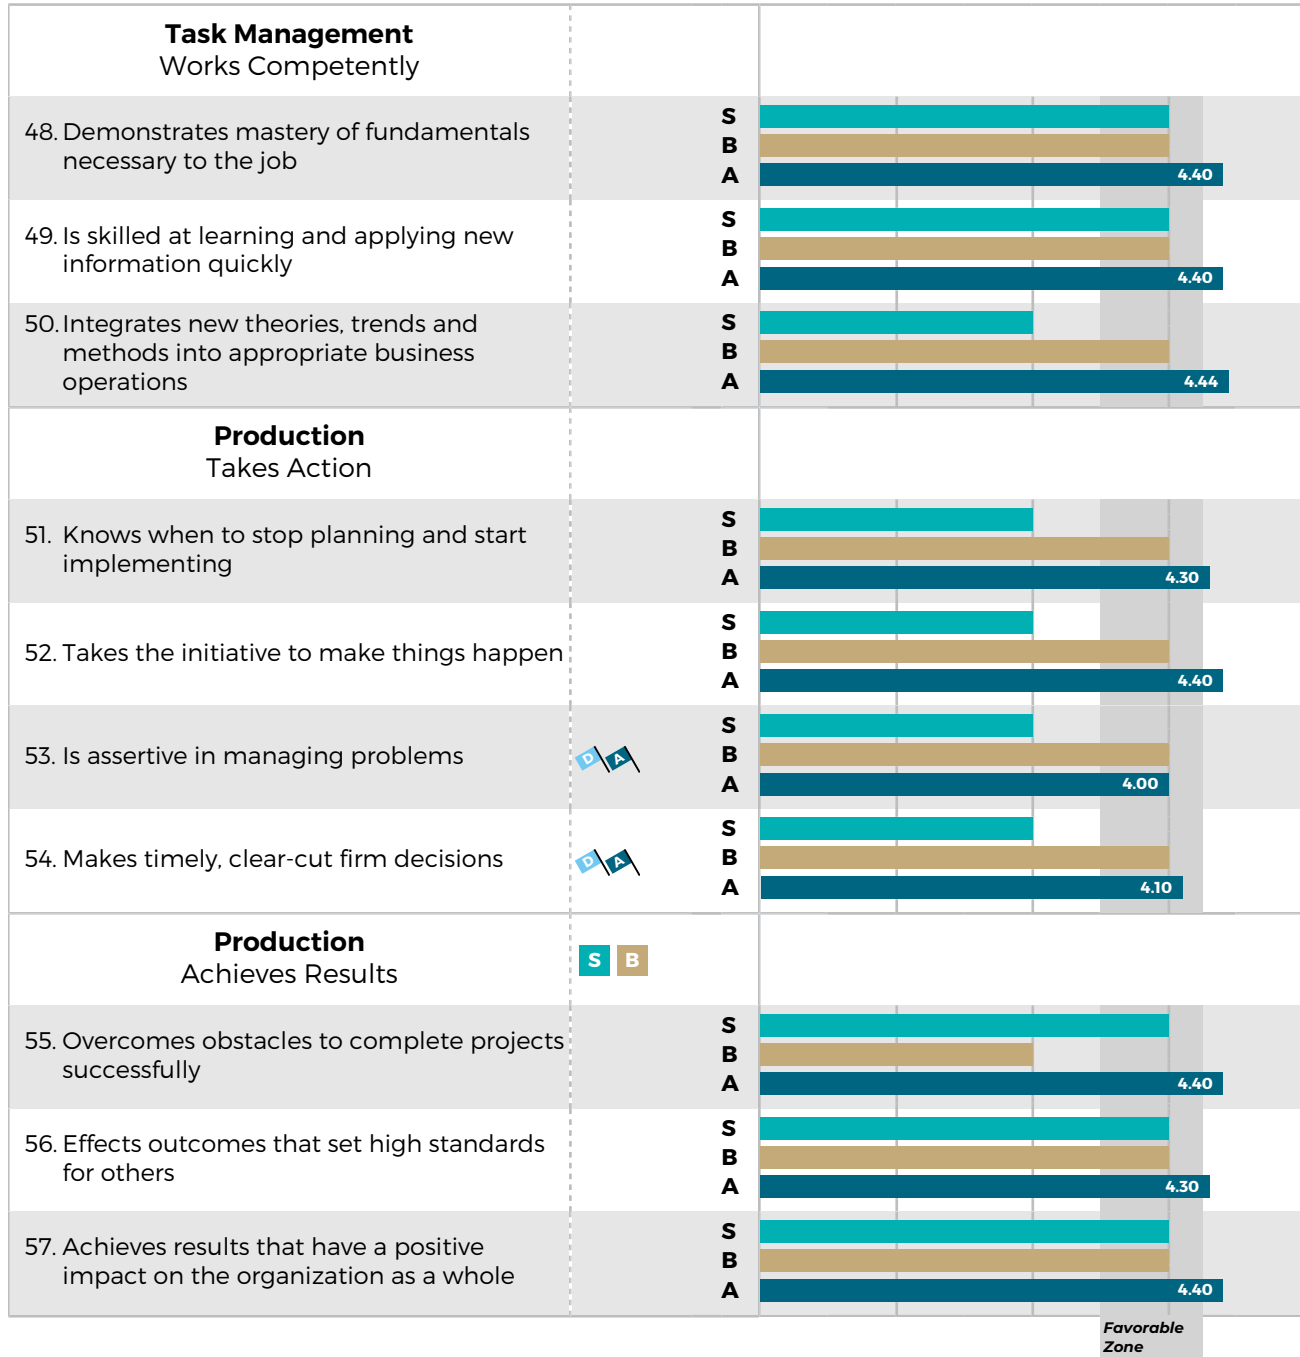 Task Management
Works Competently
48. Demonstrates mastery of fundamentals
necessary to the job
S
B
A
4.40
49. Is skilled at learning and applying new
information quickly
S
B
A
4.40
50. Integrates new theories, trends and
methods into appropriate business
operations
S
B
A
4.44
Production
Takes Action
51. Knows when to stop planning and start
implementing
S
B
A
4.30
52. Takes the initiative to make things happen
S
B
A
4.40
53. Is assertive in managing problems
D A
S
B
A
4.00
54. Makes timely, clear-cut firm decisions
D A
S
B
A
4.10
Production
Achieves Results
S B
55. Overcomes obstacles to complete projects
successfully
S
B
A
4.40
56. Effects outcomes that set high standards
for others
S
B
A
4.30
57. Achieves results that have a positive
impact on the organization as a whole
S
B
A
4.40
Favorable
Zone